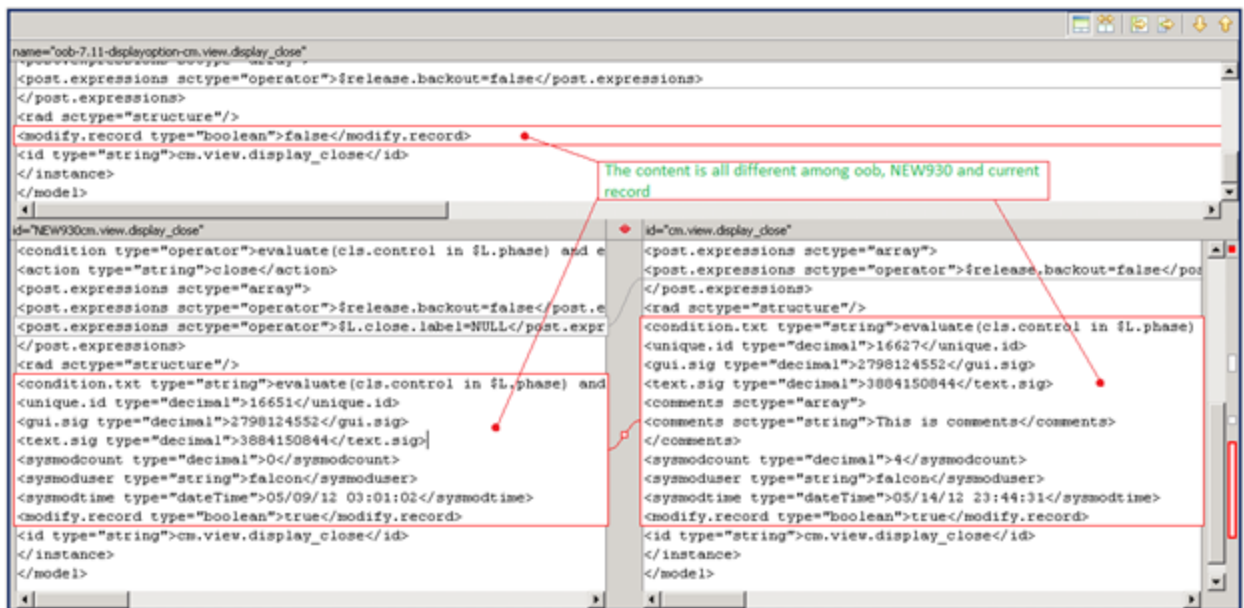 name="oob-7.11-displayoption-cm.view.display_close"
<post.expressions sctype="operator">$release.backout=false</post.expressions>
</post.expressions>
<rad sctype="structure"/>
<modify.record type="boolean">false</modify.record>
<id type="string">cm.view.display_close</id>
</instance>
</model>
The content is all different among oob, NEW930 and current
record
id="NEW930cm.view.display_close"
<condition type="operator">evaluate(cls.control in $L.phase) and e
<action type="string">close</action>
<post.expressions sctype="array">
<post.expressions sctype="operator">$release.backout=false</post.e
<post.expressions sctype="operator">$L.close.label=NULL</post.expr
</post.expressions>
<rad sctype="structure"/>
<condition.txt type="string">evaluate(cls.control in $L.phase) and
<unique.id type="decimal">16651</unique.id>
<gui.sig type="decimal">2798124552</gui.sig>
<text.sig type="decimal">3884150844</text.sig>
<sysmodcount type="decimal">0</sysmodcount>
<sysmoduser type="string">falcon</sysmoduser>
<sysmodtime type="dateTime">05/09/12 03:01:02</sysmodtime>
<modify.record type="boolean">true</modify.record>
<id type="string">cm.view.display_close</id>
</instance>
</model>
id="cm.view.display_close"
<post.expressions sctype="array">
<post.expressions sctype="operator">$release.backout=false</pos
</post.expressions>
<rad sctype="structure"/>
<condition.txt type="string">evaluate(cls.control in $L.phase)
<unique.id type="decimal">16627</unique.id>
<gui.sig type="decimal">2798124552</gui.sig>
<text.sig type="decimal">3884150844</text.sig>
<comments sctype="array">
<comments sctype="string">This is comments</comments>
</comments>
<sysmodcount type="decimal">4</sysmodcount>
<sysmoduser type="string">falcon</sysmoduser>
<sysmodtime type="dateTime">05/14/12 23:44:31</sysmodtime>
<modify.record type="boolean">true</modify.record>
<id type="string">cm.view.display_close</id>
</instance>
</model>